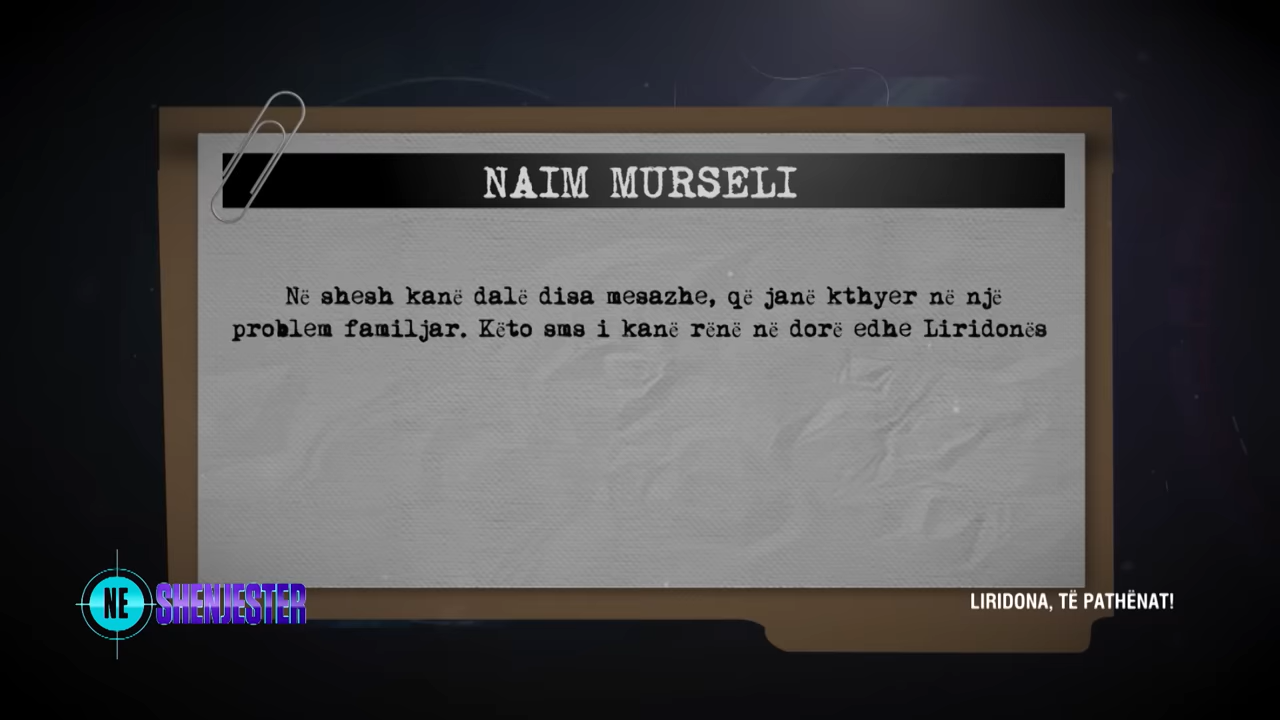 NAIM MURSELI
Në shesh kanë dalë disa mesazhe, që janë kthyer në një
problem familjar. Këto sms i kanë rënë në dorë edhe Liridonës
NE SHENJESTER
LIRIDONA, TË PATHËNAT!